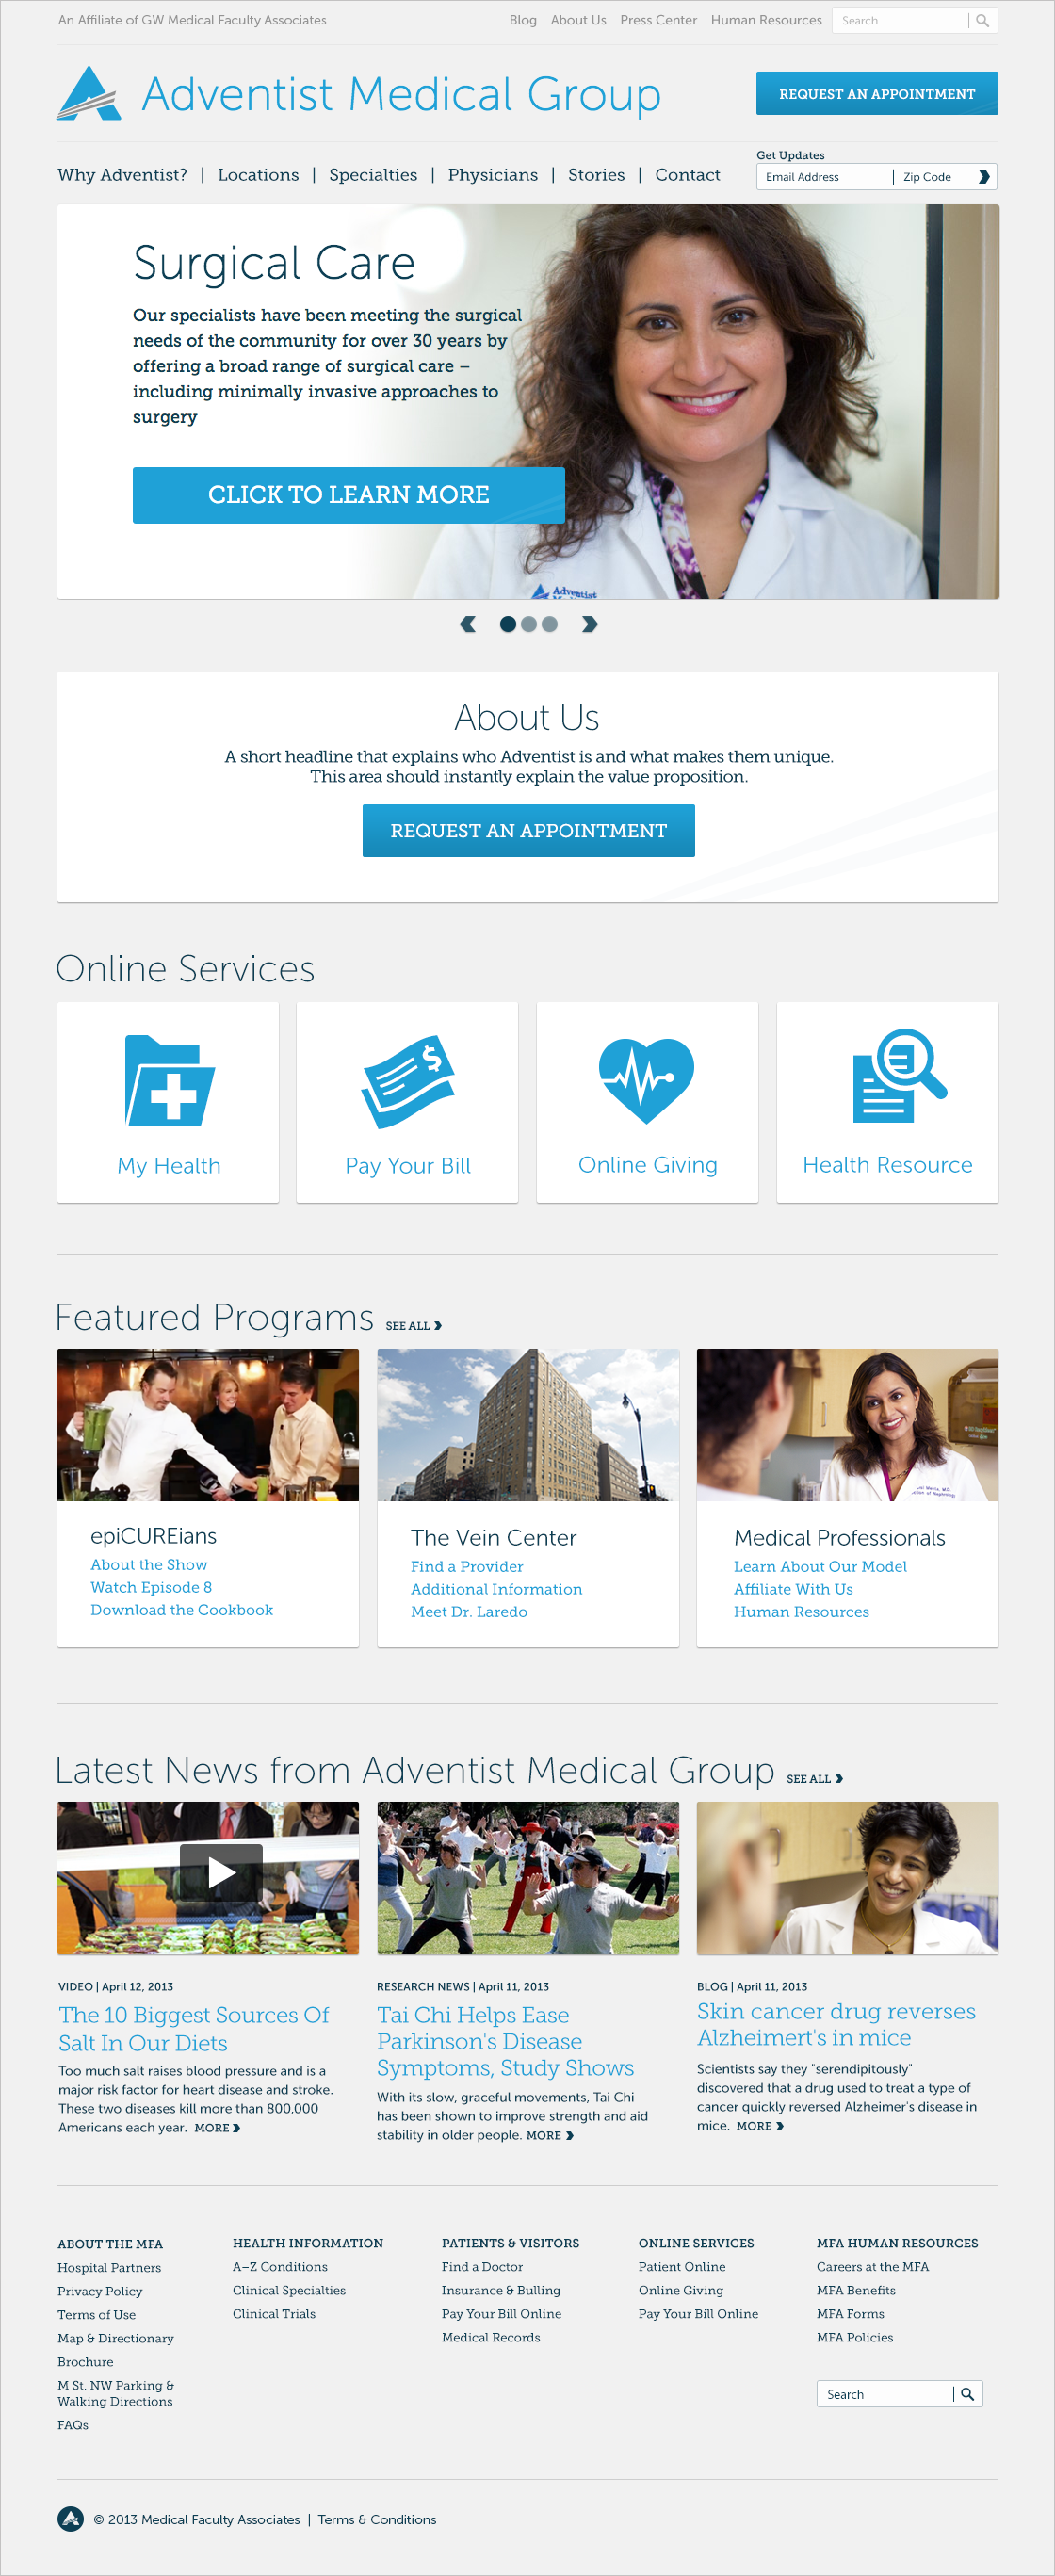 An Affiliate of GW Medical Faculty Associates
Blog About Us Press Center Human Resources Search
Adventist Medical Group
REQUEST AN APPOINTMENT
Get Updates
Why Adventist? | Locations | Specialties | Physicians | Stories | Contact
Email Address | Zip Code
Surgical Care
Our specialists have been meeting the surgical
needs of the community for over 30 years by
offering a broad range of surgical care –
including minimally invasive approaches to
surgery
CLICK TO LEARN MORE
Adventist
About Us
A short headline that explains who Adventist is and what makes them unique.
This area should instantly explain the value proposition.
REQUEST AN APPOINTMENT
Online Services
My Health
Pay Your Bill
Online Giving
Health Resource
Featured Programs SEE ALL
epiCUREians
About the Show
Watch Episode 8
Download the Cookbook
The Vein Center
Find a Provider
Additional Information
Meet Dr. Laredo
Medical Professionals
Learn About Our Model
Affiliate With Us
Human Resources
Latest News from Adventist Medical Group SEE ALL
VIDEO | April 12, 2013
The 10 Biggest Sources Of
Salt In Our Diets
Too much salt raises blood pressure and is a
major risk factor for heart disease and stroke.
These two diseases kill more than 800,000
Americans each year. MORE
RESEARCH NEWS | April 11, 2013
Tai Chi Helps Ease
Parkinson's Disease
Symptoms, Study Shows
With its slow, graceful movements, Tai Chi
has been shown to improve strength and aid
stability in older people. MORE
BLOG | April 11, 2013
Skin cancer drug reverses
Alzheimert's in mice
Scientists say they "serendipitously"
discovered that a drug used to treat a type of
cancer quickly reversed Alzheimer's disease in
mice. MORE
ABOUT THE MFA
Hospital Partners
Privacy Policy
Terms of Use
Map & Directionary
Brochure
M St. NW Parking &
Walking Directions
FAQs
HEALTH INFORMATION
A–Z Conditions
Clinical Specialties
Clinical Trials
PATIENTS & VISITORS
Find a Doctor
Insurance & Bulling
Pay Your Bill Online
Medical Records
ONLINE SERVICES
Patient Online
Online Giving
Pay Your Bill Online
MFA HUMAN RESOURCES
Careers at the MFA
MFA Benefits
MFA Forms
MFA Policies
Search
© 2013 Medical Faculty Associates | Terms & Conditions